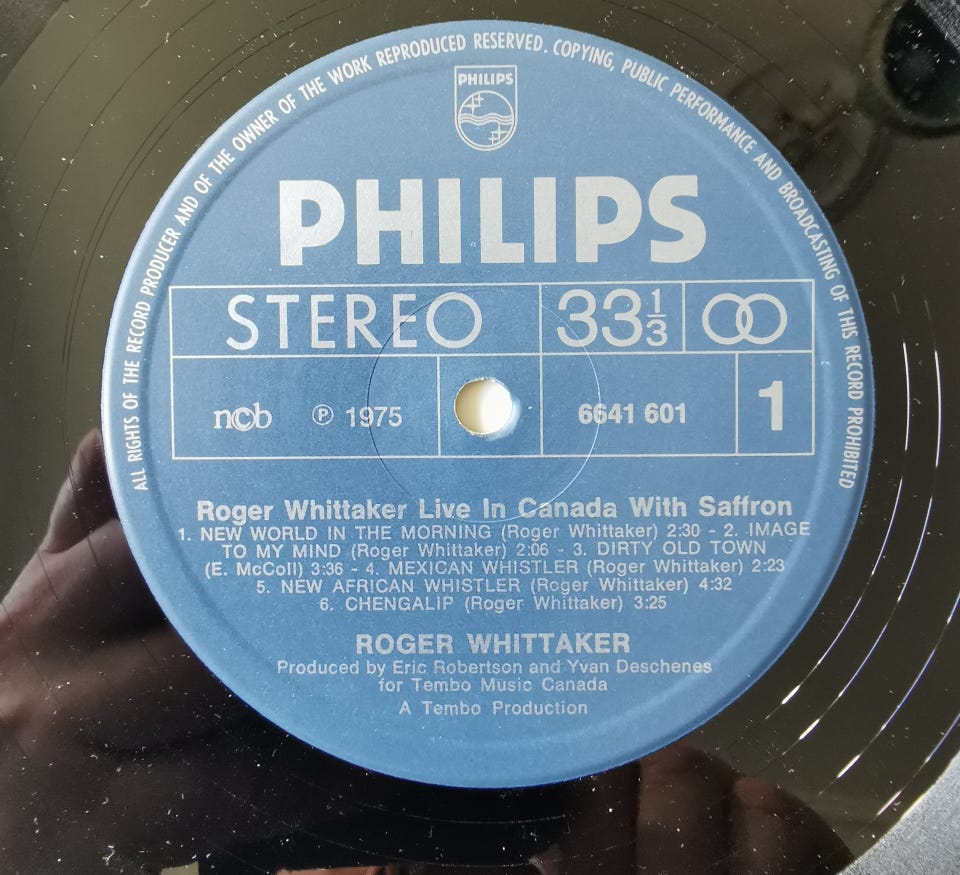 ALL RIGHTS OF THE RECORD PRODUCER AND OF THE OWNER OF THE WORK REPRODUCED RESERVED. COPYING, PUBLIC PERFORMANCE AND BROADCASTING OF THIS RECORD PROHIBITED
PHILIPS
PHILIPS
STEREO 33 1/3
ncb ℗ 1975 6641 601 1
Roger Whittaker Live In Canada With Saffron
1. NEW WORLD IN THE MORNING (Roger Whittaker) 2:30 - 2. IMAGE
TO MY MIND (Roger Whittaker) 2:06 - 3. DIRTY OLD TOWN
(E. McColl) 3:36 - 4. MEXICAN WHISTLER (Roger Whittaker) 2:23
5. NEW AFRICAN WHISTLER (Roger Whittaker) 4:32
6. CHENGALIP (Roger Whittaker) 3:25
ROGER WHITTAKER
Produced by Eric Robertson and Yvan Deschenes
for Tembo Music Canada
A Tembo Production